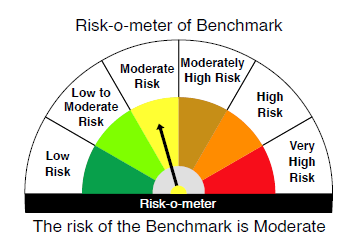 Risk-o-meter of Benchmark
Low
Risk
Low to
Moderate
Risk
Moderate
Risk
Moderately
High Risk
High
Risk
Very
High
Risk
Risk-o-meter
The risk of the Benchmark is Moderate